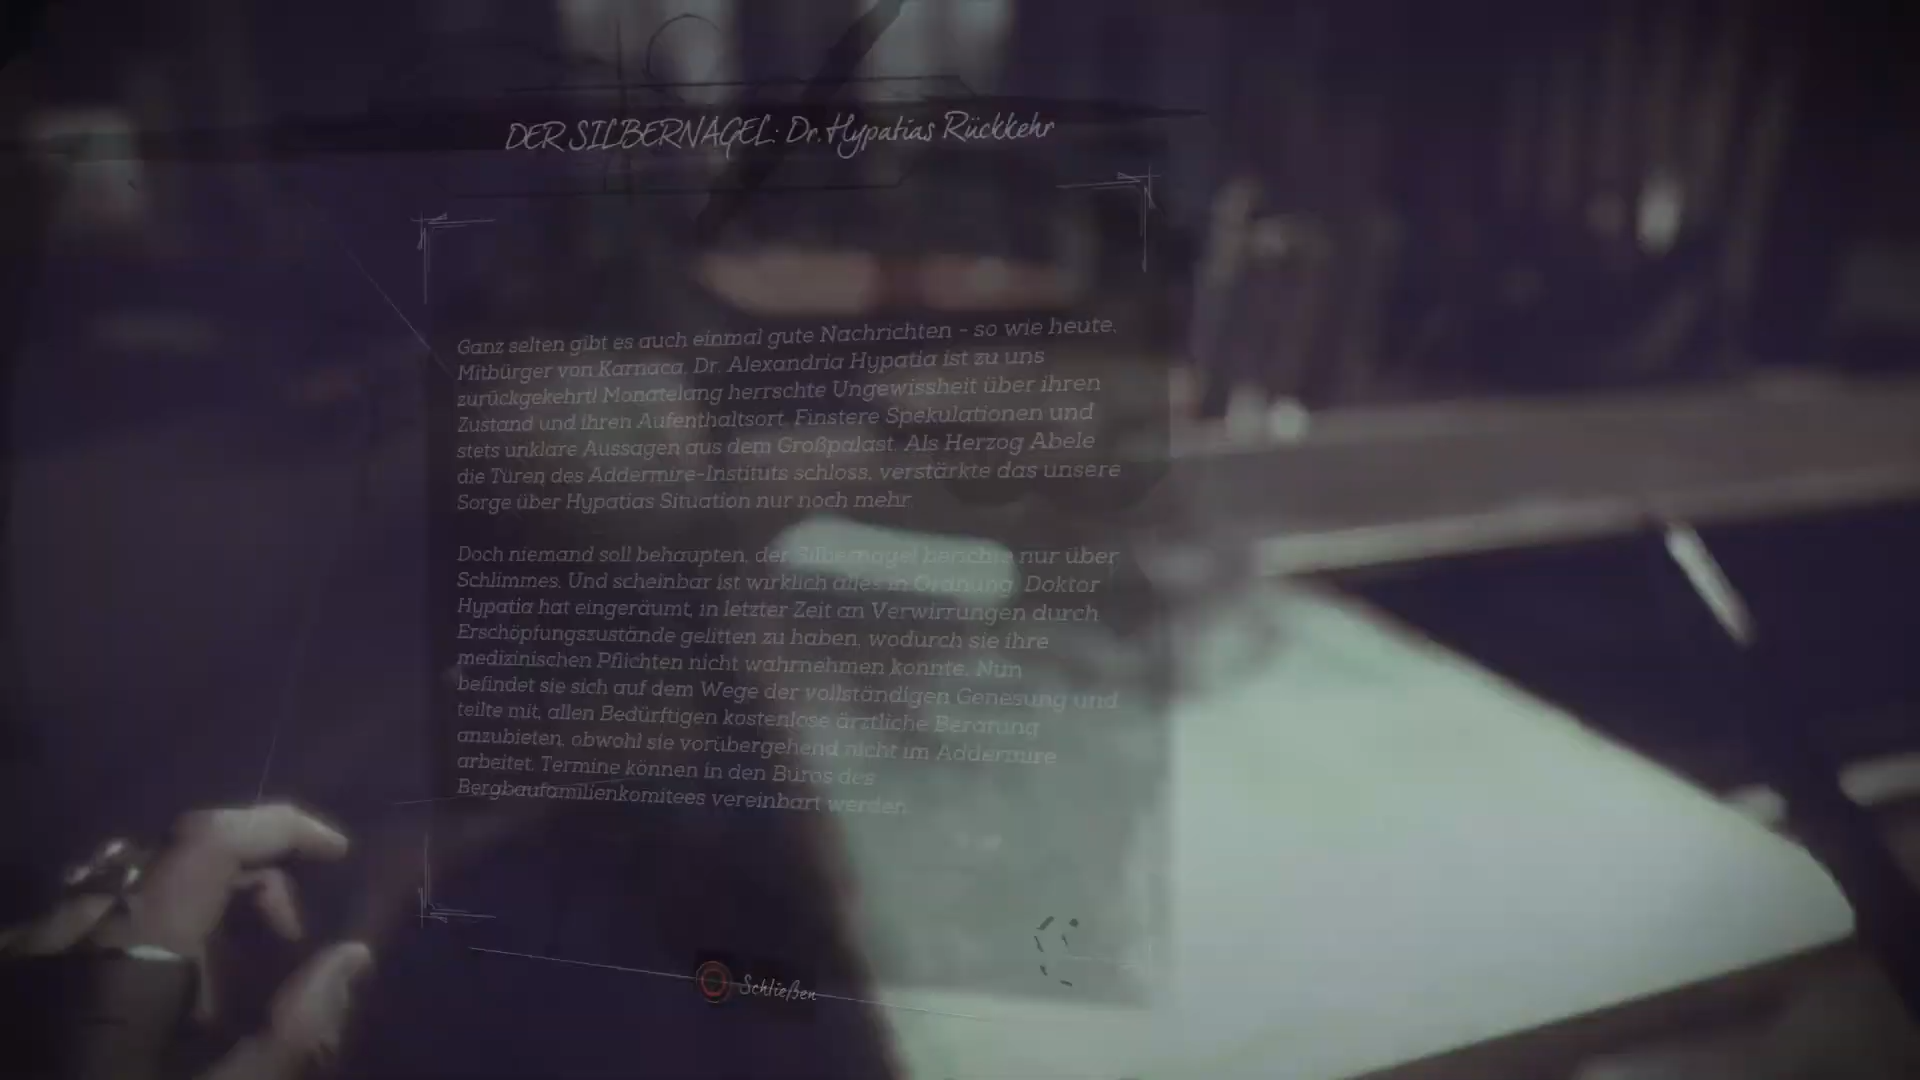 DER SILBERNAGEL: Dr. Hypatias Rückkehr
Ganz selten gibt es auch einmal gute Nachrichten - so wie heute,
Mitbürger von Karnaca. Dr. Alexandria Hypatia ist zu uns
zurückgekehrt! Monatelang herrschte Ungewissheit über ihren
Zustand und ihren Aufenthaltsort. Finstere Spekulationen und
stets unklare Aussagen aus dem Großpalast. Als Herzog Abele
die Türen des Addermire-Instituts schloss, verstärkte das unsere
Sorge über Hypatias Situation nur noch mehr.
Doch niemand soll behaupten, der Silbernagel berichte nur über
Schlimmes. Und scheinbar ist wirklich alles in Ordnung. Doktor
Hypatia hat eingeräumt, in letzter Zeit an Verwirrungen durch
Erschöpfungszustände gelitten zu haben, wodurch sie ihre
medizinischen Pflichten nicht wahrnehmen konnte. Nun
befindet sie sich auf dem Wege der vollständigen Genesung und
teilte mit, allen Bedürftigen kostenlose ärztliche Beratung
anzubieten, obwohl sie vorübergehend nicht im Addermire
arbeitet. Termine können in den Büros des
Bergbaufamilienkomitees vereinbart werden.
Schließen